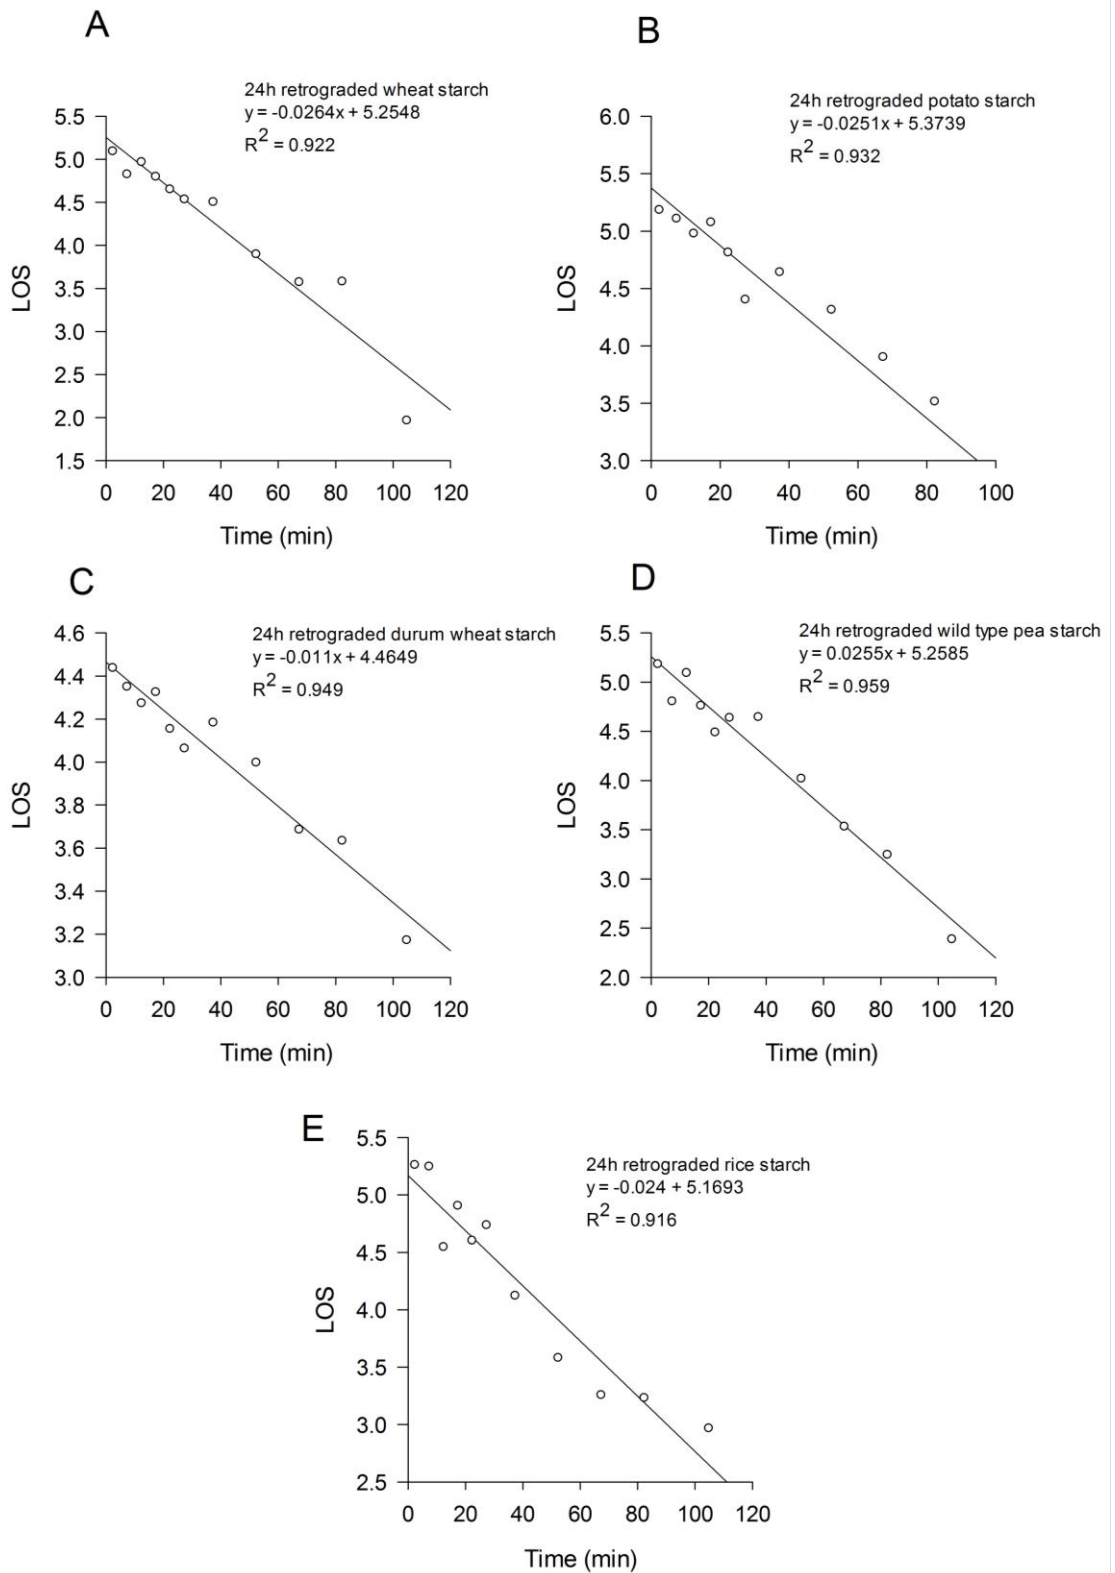 A
24h retrograded wheat starch
y = -0.0264x + 5.2548
R2 = 0.922
5.5
5.0
4.5
4.0
3.5
3.0
2.5
2.0
1.5
LOS
0 20 40 60 80 100 120
Time (min)
B
24h retrograded potato starch
y = -0.0251x + 5.3739
R2 = 0.932
6.0
5.5
5.0
4.5
4.0
3.5
3.0
LOS
0 20 40 60 80 100
Time (min)
C
24h retrograded durum wheat starch
y = -0.011x + 4.4649
R2 = 0.949
4.6
4.4
4.2
4.0
3.8
3.6
3.4
3.2
3.0
LOS
0 20 40 60 80 100 120
Time (min)
D
24h retrograded wild type pea starch
y = 0.0255x + 5.2585
R2 = 0.959
5.5
5.0
4.5
4.0
3.5
3.0
2.5
2.0
LOS
0 20 40 60 80 100 120
Time (min)
E
24h retrograded rice starch
y = -0.024 + 5.1693
R2 = 0.916
5.5
5.0
4.5
4.0
3.5
3.0
2.5
LOS
0 20 40 60 80 100 120
Time (min)